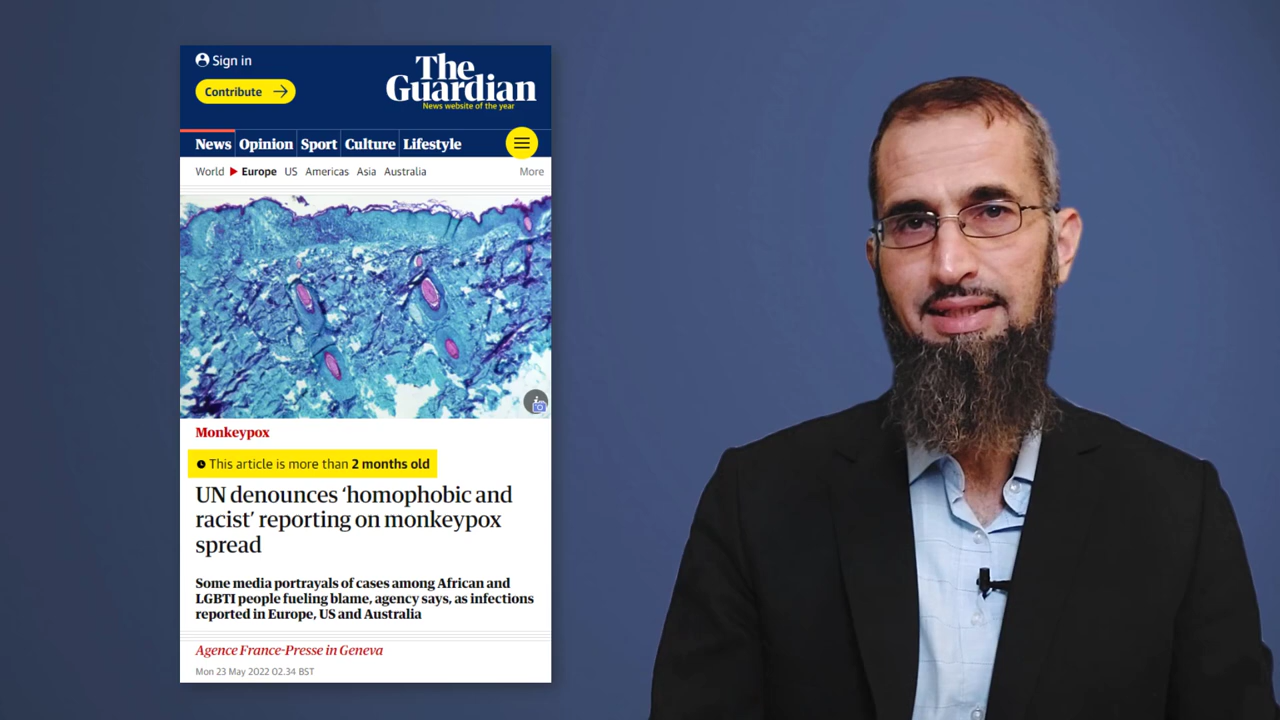 Sign in
Contribute
The
Guardian
News website of the year
News Opinion Sport Culture Lifestyle
World Europe US Americas Asia Australia More
Monkeypox
This article is more than 2 months old
UN denounces ‘homophobic and
racist’ reporting on monkeypox
spread
Some media portrayals of cases among African and
LGBTI people fueling blame, agency says, as infections
reported in Europe, US and Australia
Agence France-Presse in Geneva
Mon 23 May 2022 02.34 BST